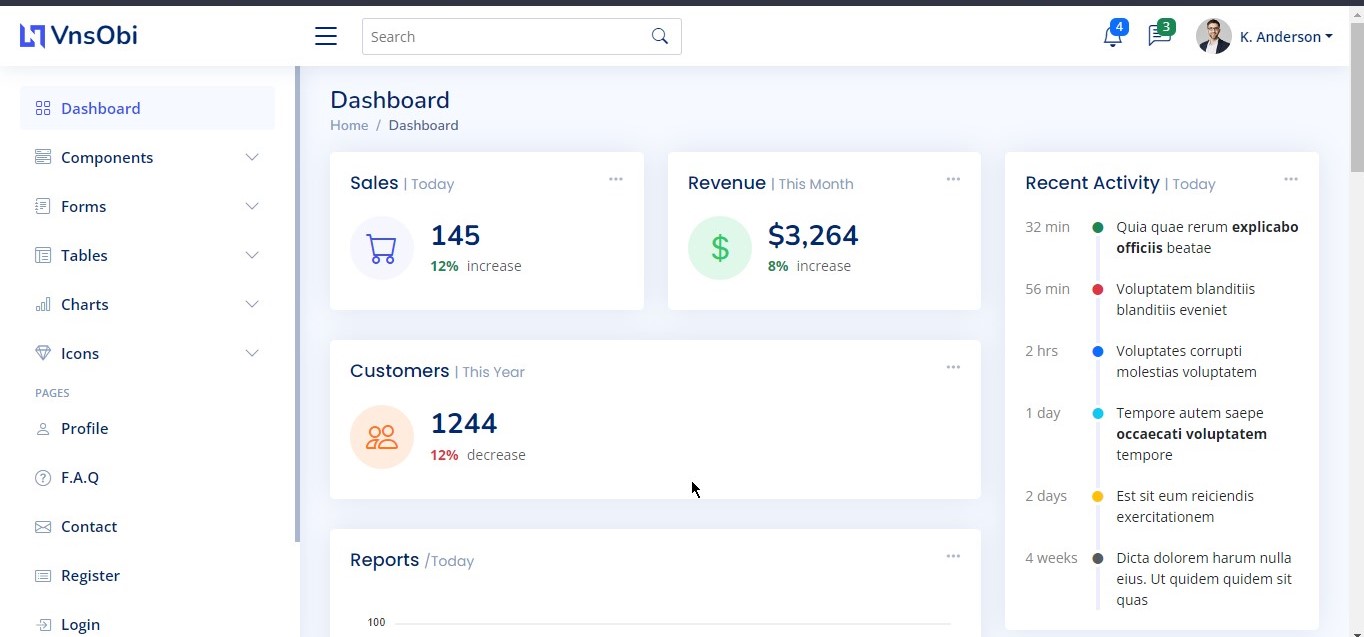 VnsObi
Search
4
3
K. Anderson
Dashboard
Components
Forms
Tables
Charts
Icons
PAGES
Profile
F.A.Q
Contact
Register
Login
Dashboard
Home / Dashboard
Sales | Today
145
12% increase
Revenue | This Month
$3,264
8% increase
Customers | This Year
1244
12% decrease
Reports /Today
100
Recent Activity | Today
32 min Quia quae rerum explicabo
officiis beatae
56 min Voluptatem blanditiis
blanditiis eveniet
2 hrs Voluptates corrupti
molestias voluptatem
1 day Tempore autem saepe
occaecati voluptatem
tempore
2 days Est sit eum reiciendis
exercitationem
4 weeks Dicta dolorem harum nulla
eius. Ut quidem quidem sit
quas